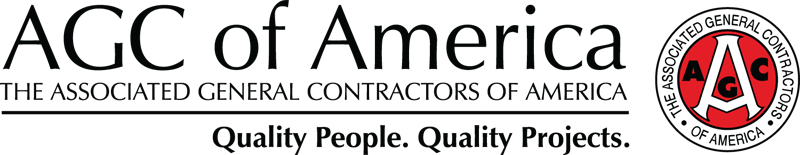 AGC of America
THE ASSOCIATED GENERAL CONTRACTORS OF AMERICA
Quality People. Quality Projects.
THE ASSOCIATED GENERAL CONTRACTORS
• OF AMERICA •
AGC